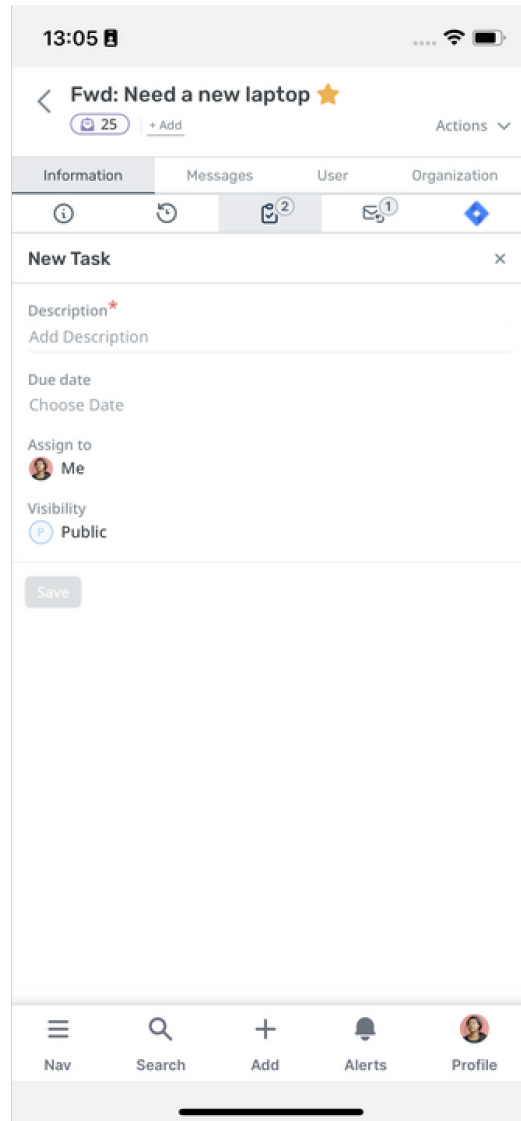 13:05
Fwd: Need a new laptop
25 + Add
Actions
Information Messages User Organization
2 1
New Task
Description*
Add Description
Due date
Choose Date
Assign to
Me
Visibility
P Public
Save
Nav Search Add Alerts Profile